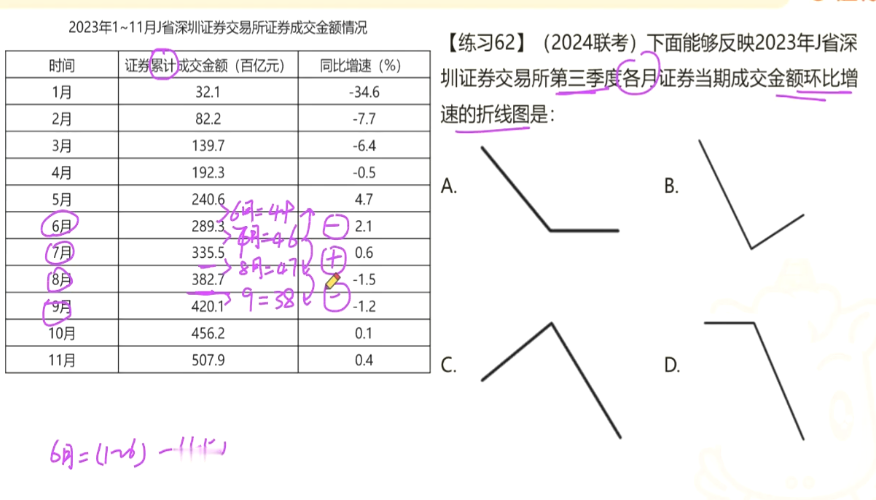 2023年1~11月J省深圳证券交易所证券成交金额情况
时间 证券累计成交金额（百亿元） 同比增速（%）
1月 32.1 -34.6
2月 82.2 -7.7
3月 139.7 -6.4
4月 192.3 -0.5
5月 240.6 4.7
6月 289.3 2.1
7月 335.5 0.6
8月 382.7 -1.5
9月 420.1 -1.2
10月 456.2 0.1
11月 507.9 0.4
6月=49
7月=46
8月=47
9=38
6月=(1~6)-
【练习62】（2024联考）下面能够反映2023年J省深
圳证券交易所第三季度各月证券当期成交金额环比增
速的折线图是：
A.
B.
C.
D.